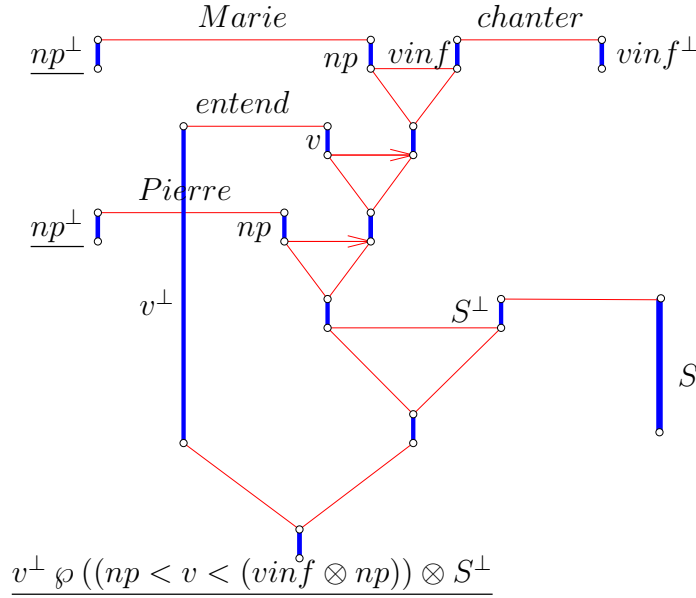 Marie chanter
np⊥ np vinf vinf⊥
entend
v
Pierre
np⊥ np
v⊥ S⊥
S
v⊥ ℘ ((np < v < (vinf ⊗ np)) ⊗ S⊥